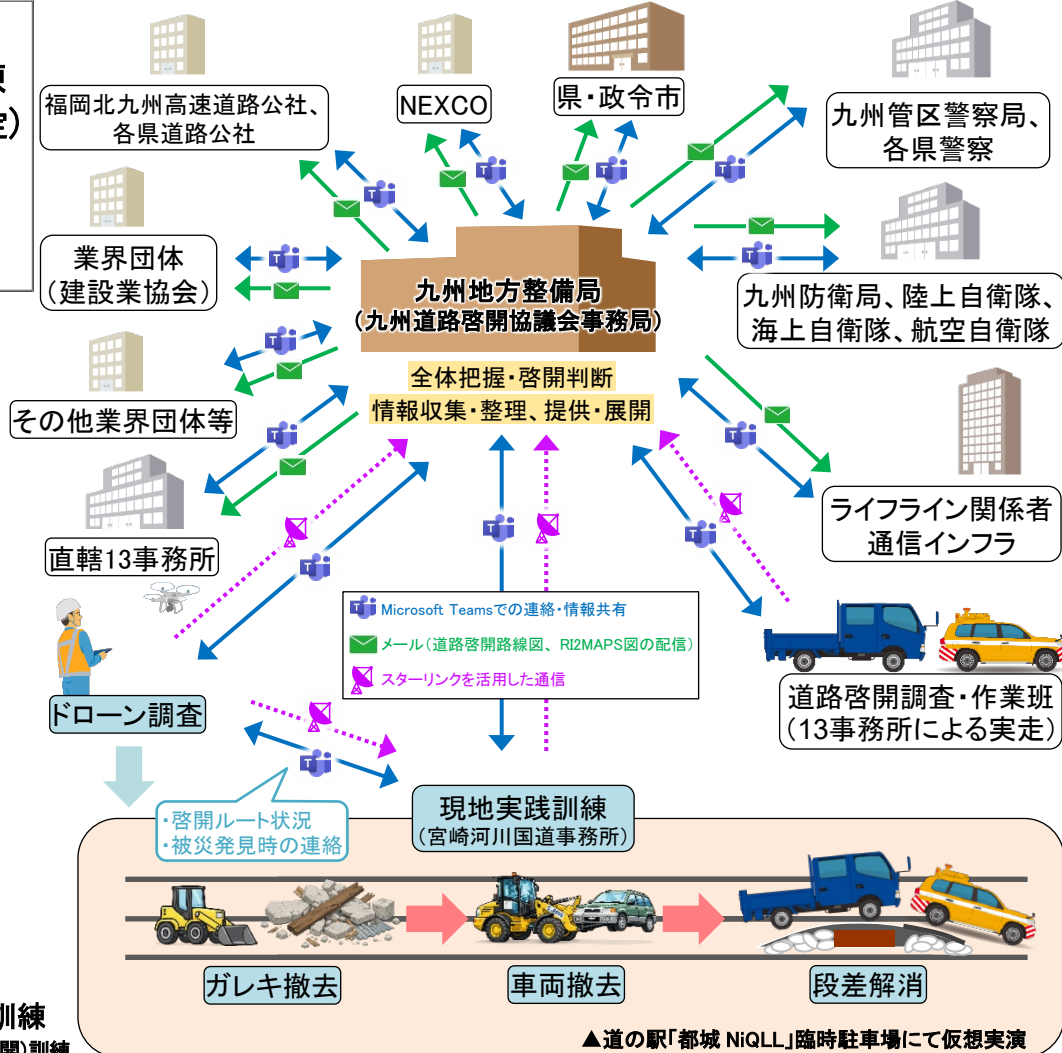 福岡北九州高速道路公社、
各県道路公社
NEXCO
県・政令市
九州管区警察局、
各県警察
業界団体
（建設業協会）
九州地方整備局
（九州道路啓開協議会事務局）
九州防衛局、陸上自衛隊、
海上自衛隊、航空自衛隊
その他業界団体等
全体把握・啓開判断
情報収集・整理、提供・展開
直轄13事務所
ライフライン関係者
通信インフラ
Microsoft Teamsでの連絡・情報共有
メール（道路啓開路線図、RI2MAPS図の配信）
スターリンクを活用した通信
ドローン調査
道路啓開調査・作業班
（13事務所による実走）
・啓開ルート状況
・被災発見時の連絡
現地実践訓練
（宮崎河川国道事務所）
ガレキ撤去
車両撤去
段差解消
訓練
開)訓練
▲道の駅「都城 NiQLL」臨時駐車場にて仮想実演